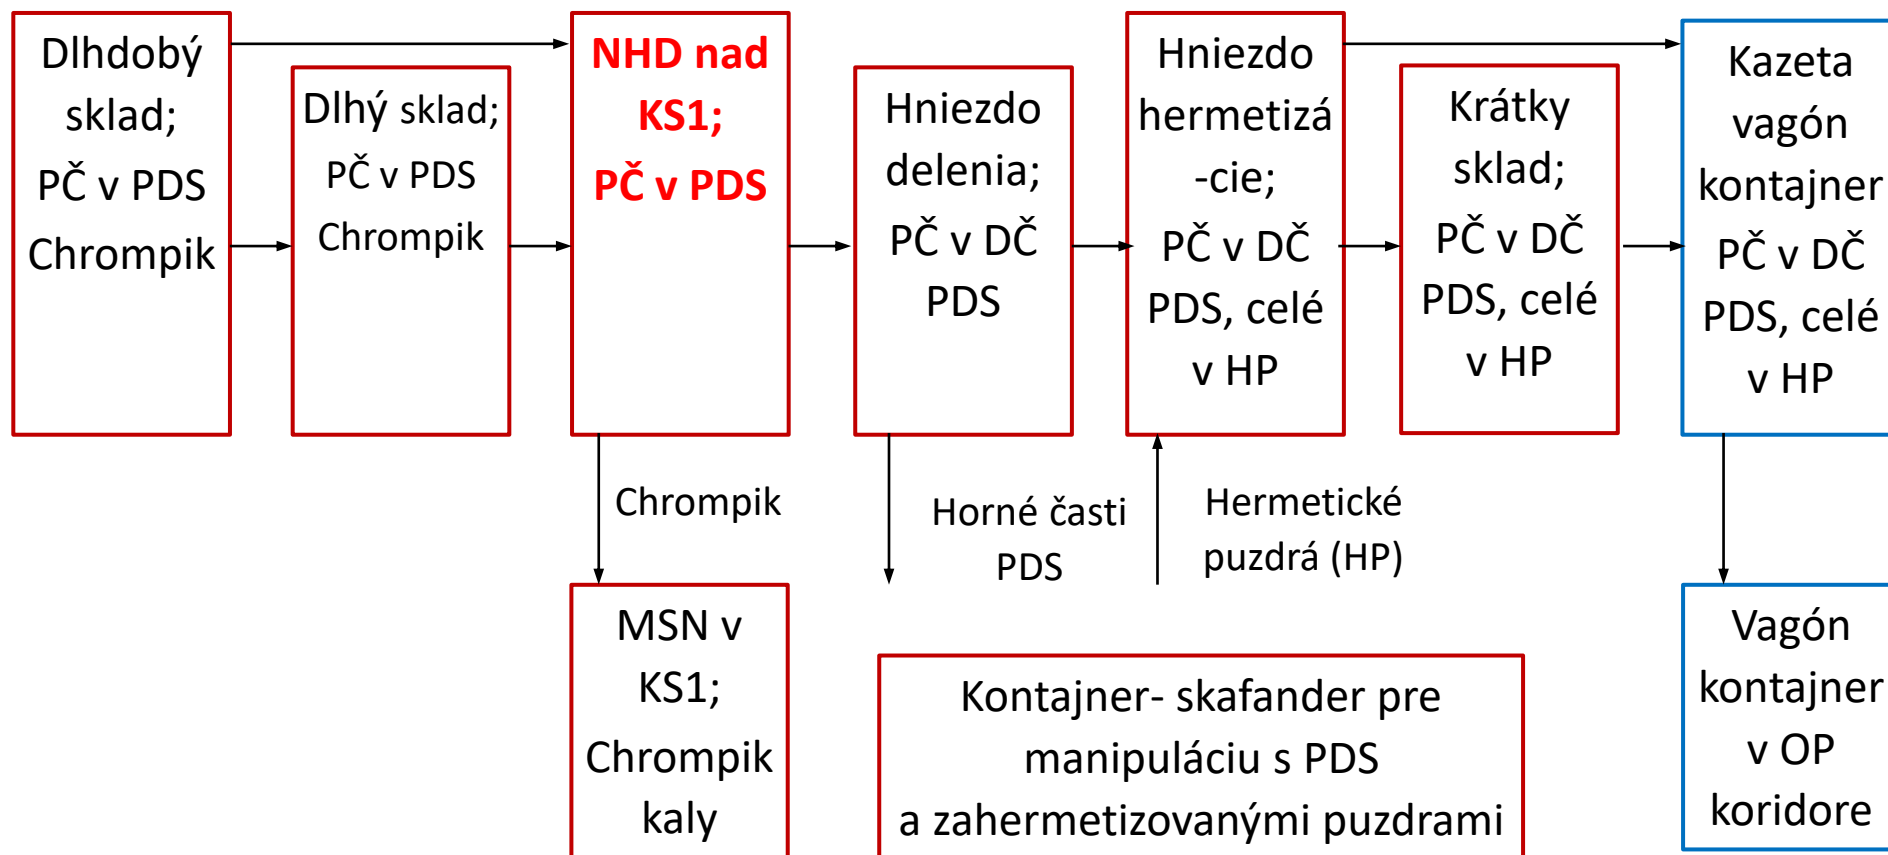 Dlhdobý
sklad;
PČ v PDS
Chrompik
Dlhý sklad;
PČ v PDS
Chrompik
NHD nad
KS1;
PČ v PDS
Hniezdo
delenia;
PČ v DČ
PDS
Hniezdo
hermetizá
-cie;
PČ v DČ
PDS, celé
v HP
Krátky
sklad;
PČ v DČ
PDS, celé
v HP
Kazeta
vagón
kontajner
PČ v DČ
PDS, celé
v HP
Chrompik
Horné časti
PDS
Hermetické
puzdrá (HP)
MSN v
KS1;
Chrompik
kaly
Kontajner- skafander pre
manipuláciu s PDS
a zahermetizovanými puzdrami
Vagón
kontajner
v OP
koridore